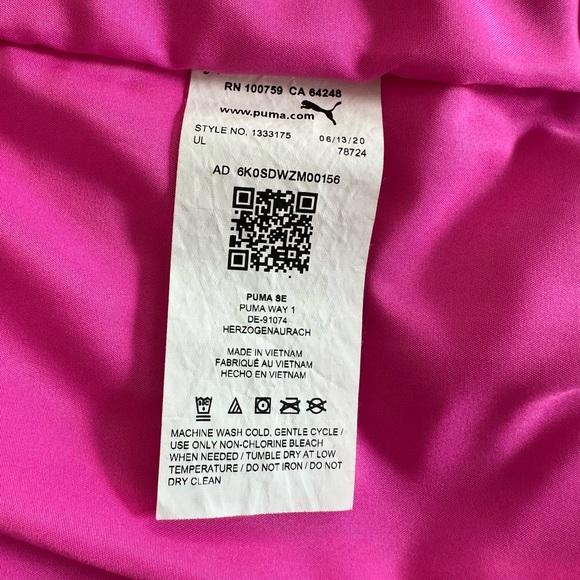 RN 100759 CA 64248
www.puma.com
STYLE NO. 1333175 06/13/20
UL 78724
AD 6K0SDWZM00156
PUMA SE
PUMA WAY 1
DE-91074
HERZOGENAURACH
MADE IN VIETNAM
FABRIQUÉ AU VIETNAM
HECHO EN VIETNAM
MACHINE WASH COLD, GENTLE CYCLE /
USE ONLY NON-CHLORINE BLEACH
WHEN NEEDED / TUMBLE DRY AT LOW
TEMPERATURE / DO NOT IRON / DO NOT
DRY CLEAN